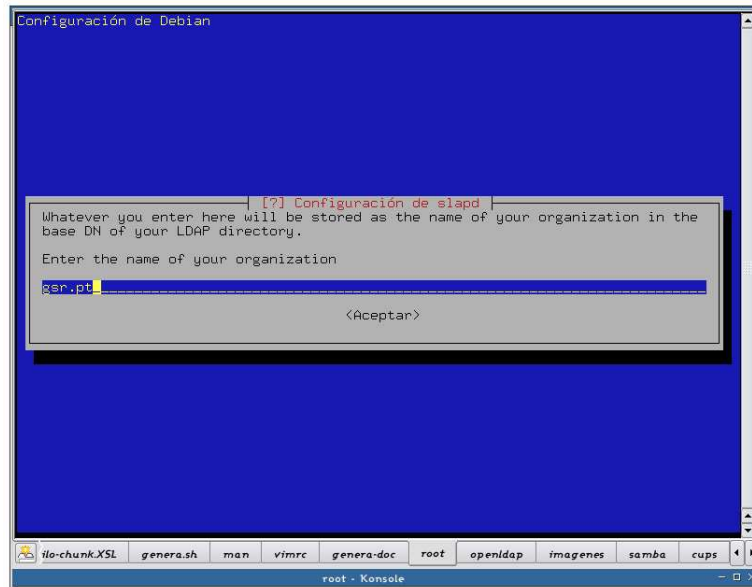 Configuración de Debian
[?] Configuración de slapd
Whatever you enter here will be stored as the name of your organization in the
base DN of your LDAP directory.
Enter the name of your organization
gsr.pt
<Aceptar>
ilo-chunk.XSL genera.sh man vimrc genera-doc root openldap imagenes samba cups
root - Konsole